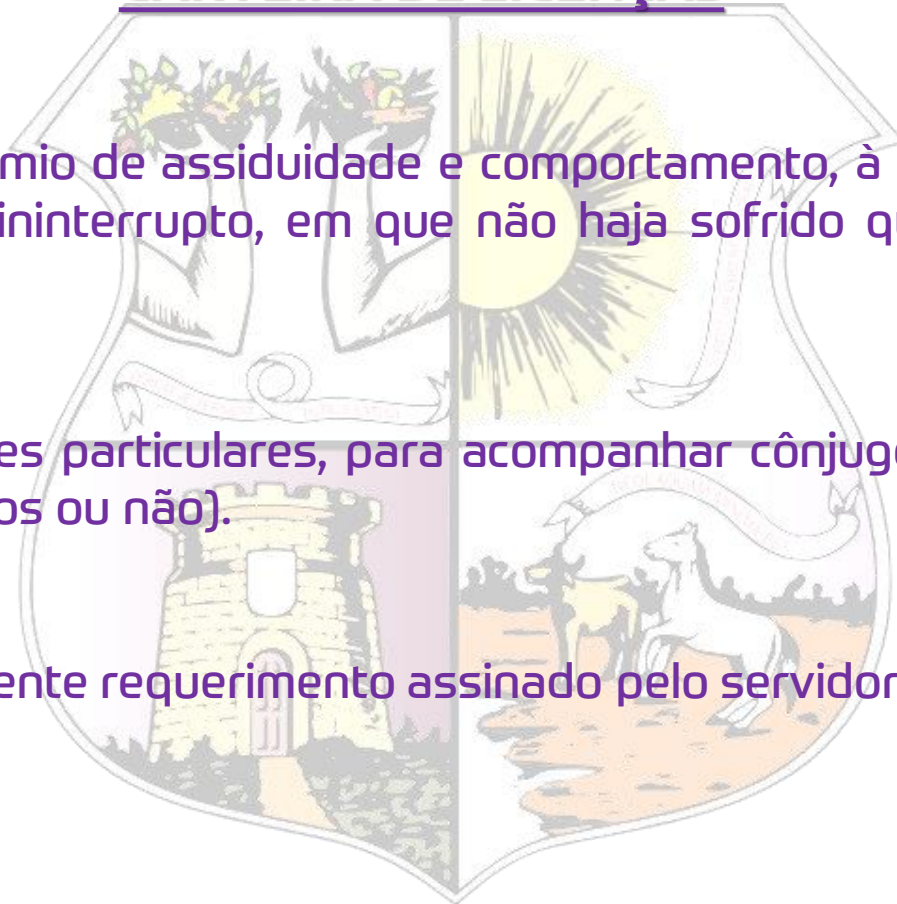 mio de assiduidade e comportamento, à
ininterrupto, em que não haja sofrido qu
es particulares, para acompanhar cônjuge
os ou não).
ente requerimento assinado pelo servidor